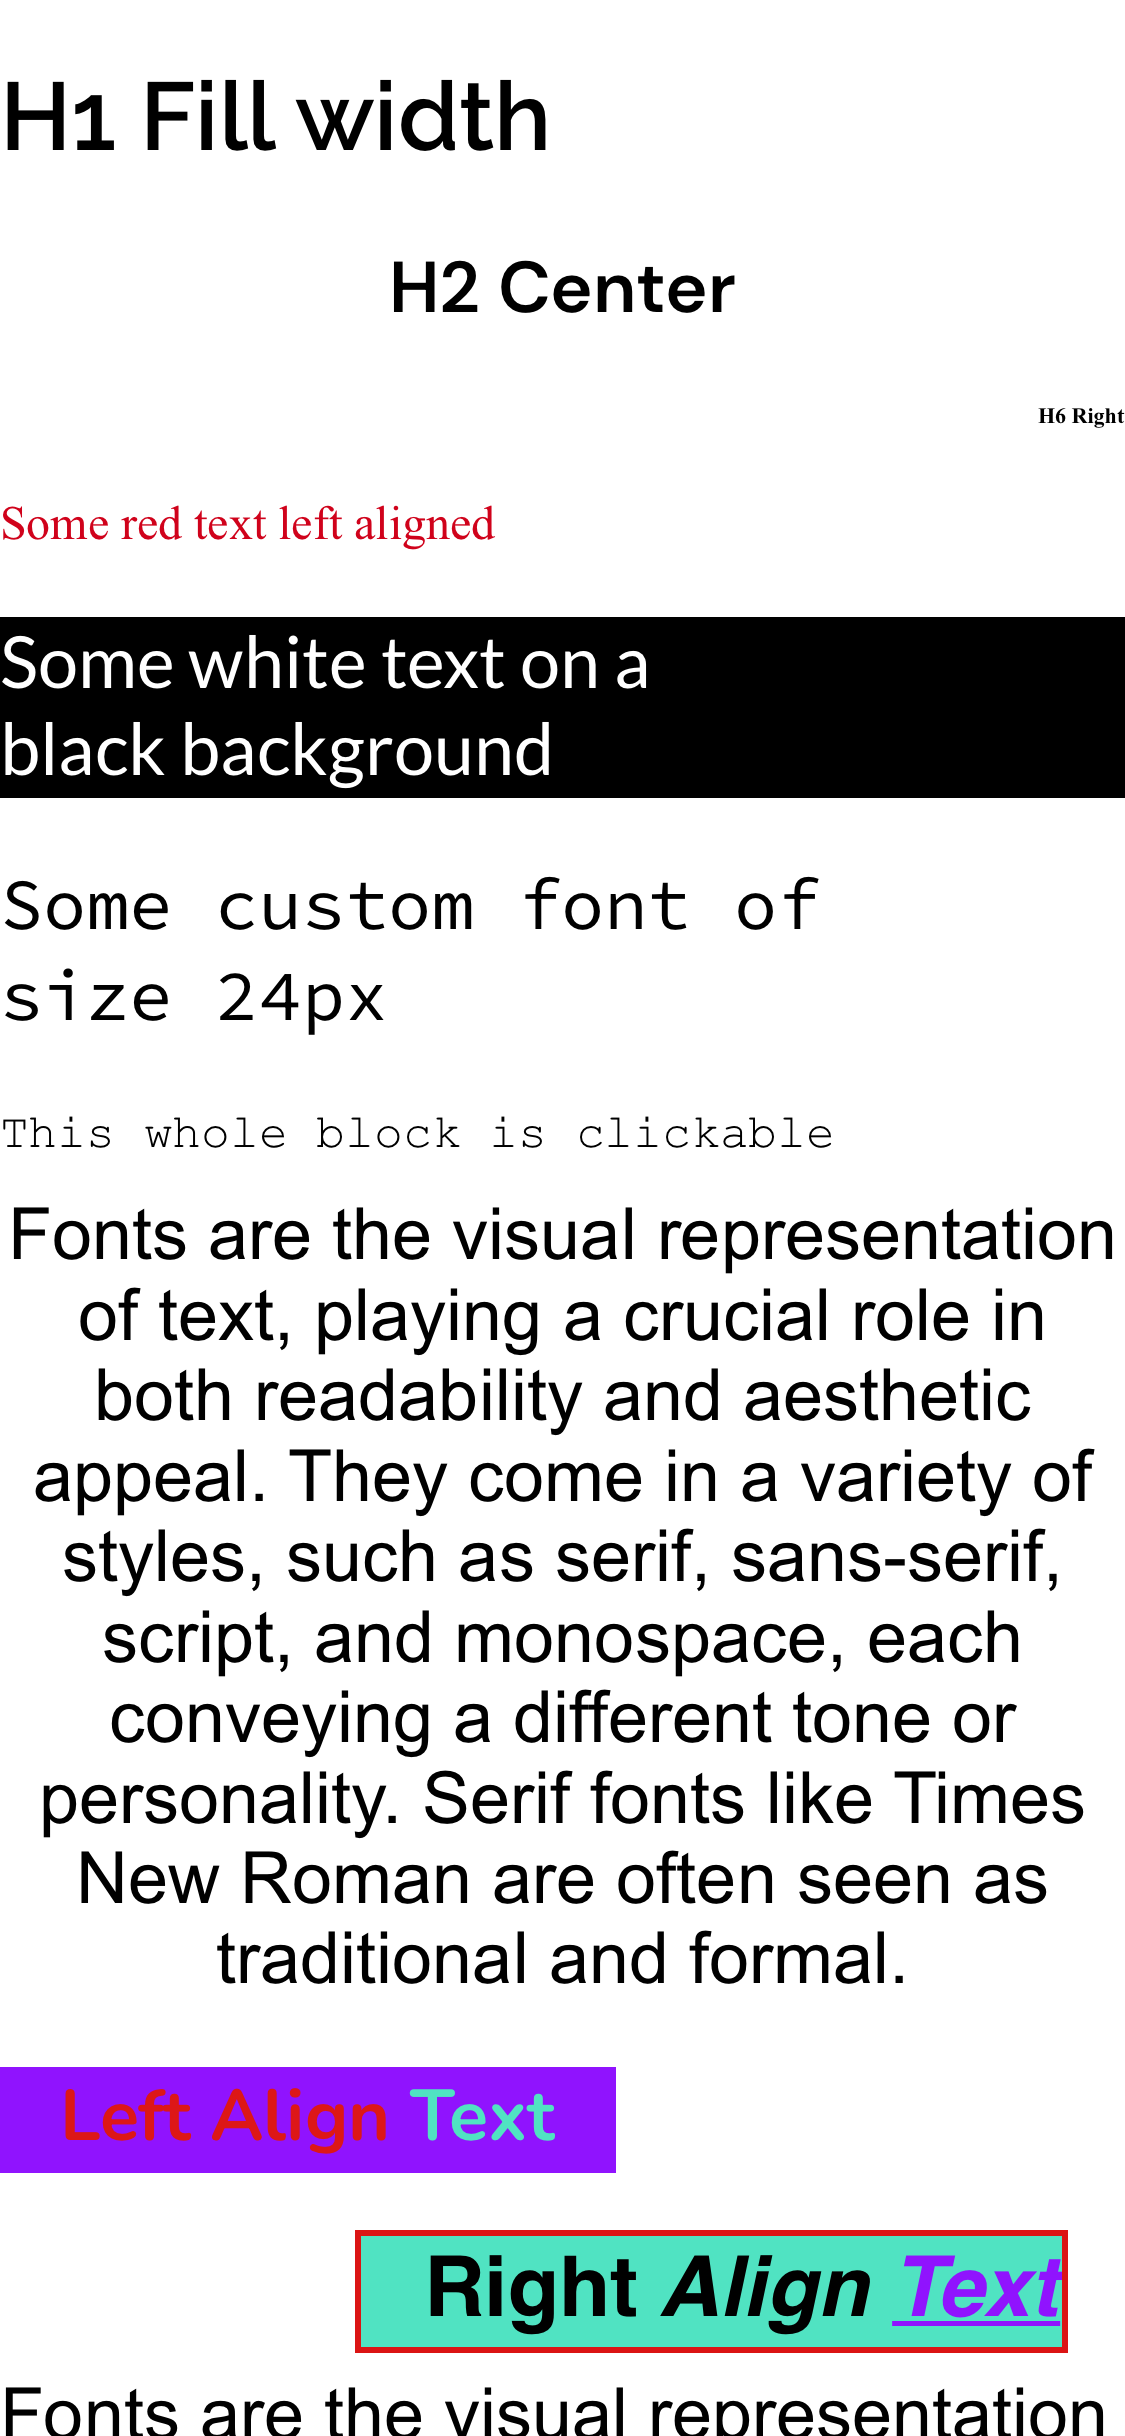 H1 Fill width
H2 Center
H6 Right
Some red text left aligned
Some white text on a
black background
Some custom font of
size 24px
This whole block is clickable
Fonts are the visual representation
of text, playing a crucial role in
both readability and aesthetic
appeal. They come in a variety of
styles, such as serif, sans-serif,
script, and monospace, each
conveying a different tone or
personality. Serif fonts like Times
New Roman are often seen as
traditional and formal.
Left Align Text
Right Align Text
Fonts are the visual representation